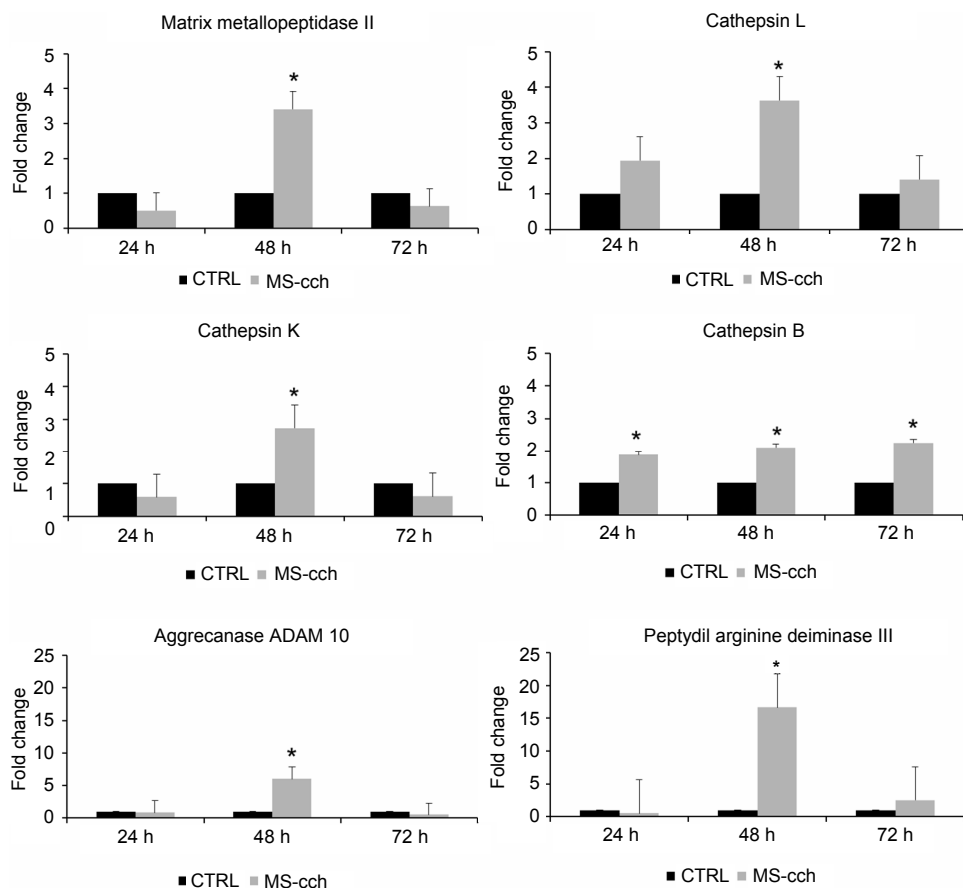 Matrix metallopeptidase II
Fold change
5
4
3
2
1
0
*
24 h 48 h 72 h
CTRL MS-cch
Cathepsin L
Fold change
5
4
3
2
1
0
*
24 h 48 h 72 h
CTRL MS-cch
Cathepsin K
Fold change
5
4
3
2
1
0
*
24 h 48 h 72 h
CTRL MS-cch
Cathepsin B
Fold change
5
4
3
2
1
0
* * *
24 h 48 h 72 h
CTRL MS-cch
Aggrecanase ADAM 10
Fold change
25
20
15
10
5
0
*
24 h 48 h 72 h
CTRL MS-cch
Peptydil arginine deiminase III
Fold change
25
20
15
10
5
0
*
24 h 48 h 72 h
CTRL MS-cch